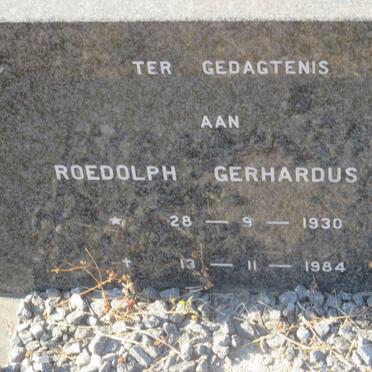 TER GEDAGTENIS
AAN
ROEDOLPH GERHARDUS
* 28 — 9 — 1930
† 13 — 11 — 1984